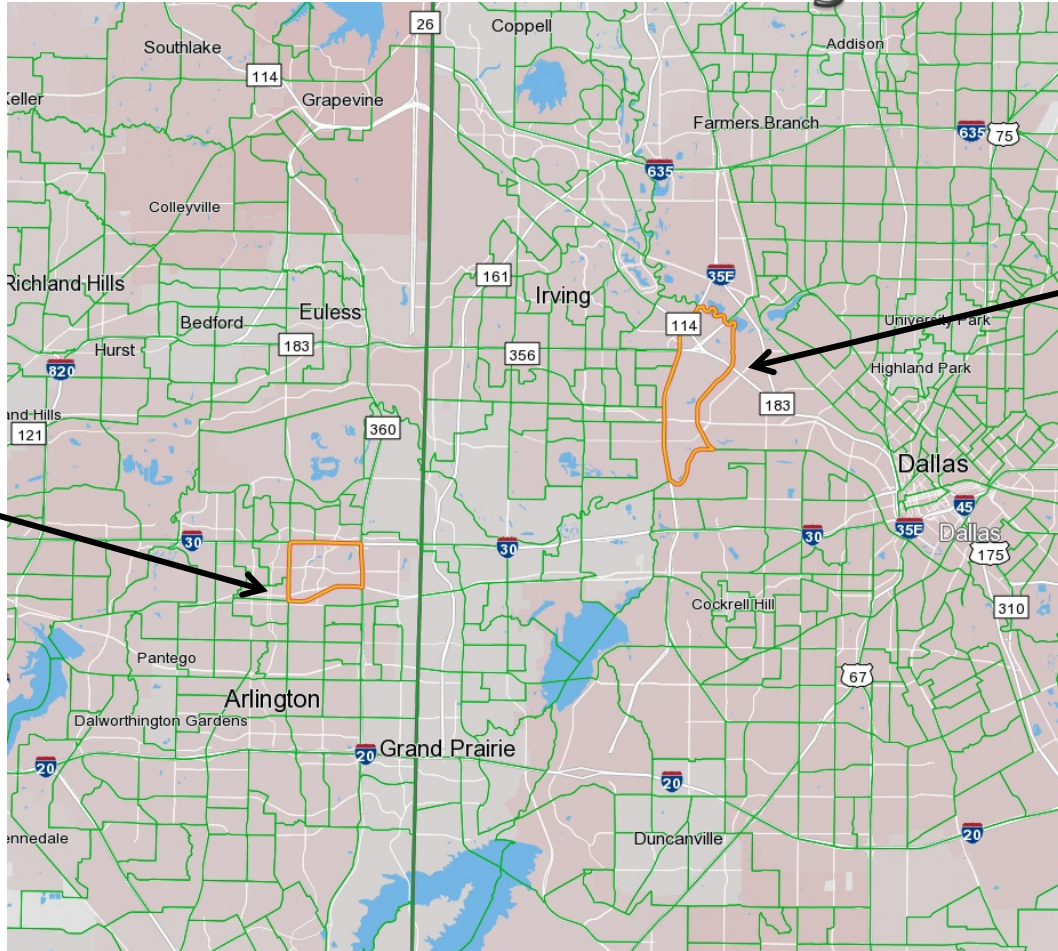 26
Coppell
Southlake
Addison
114
Keller
Grapevine
Farmers Branch
635
75
635
Colleyville
161
35E
Richland Hills
Irving
Euless
Bedford
114
University Park
183
356
Hurst
820
Highland Park
183
and Hills
121
360
Dallas
45
35E
Dallas
30
30
30
175
Cockrell Hill
310
Pantego
67
Arlington
Dalworthington Gardens
Grand Prairie
20
20
20
ennedale
Duncanville
20